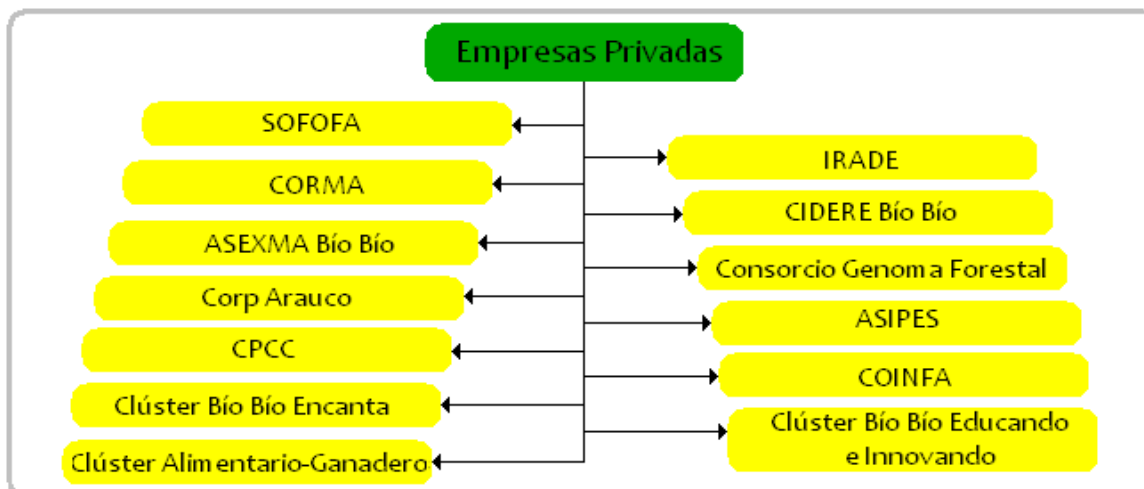 Empresas Privadas
SOFOFA
CORMA
ASEXMA Bío Bío
Corp Arauco
CPCC
Clúster Bío Bío Encanta
Clúster Alimentario-Ganadero
IRADE
CIDERE Bío Bío
Consorcio Genoma Forestal
ASIPES
COINFA
Clúster Bío Bío Educando
e Innovando